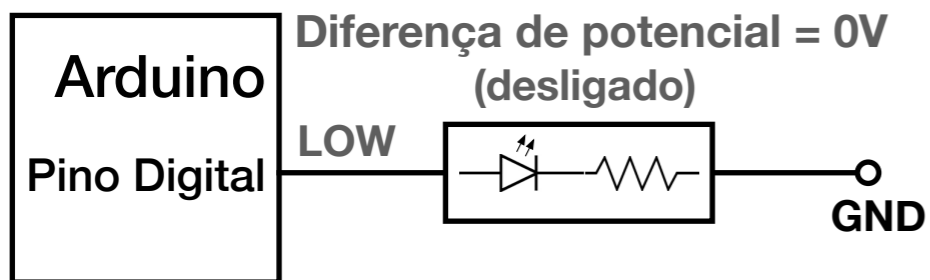 Diferença de potencial = 0V
(desligado)
Arduino
Pino Digital
LOW
GND